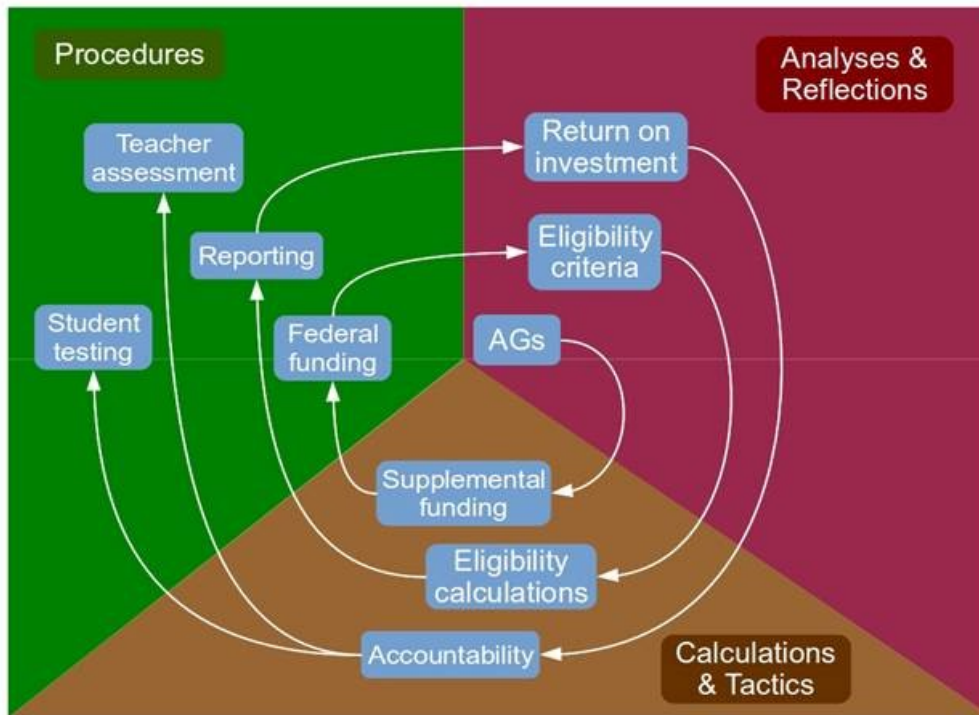 Procedures
Analyses &
Reflections
Teacher
assessment
Return on
investment
Reporting
Eligibility
criteria
Student
testing
Federal
funding
AGs
Supplemental
funding
Eligibility
calculations
Accountability
Calculations
& Tactics